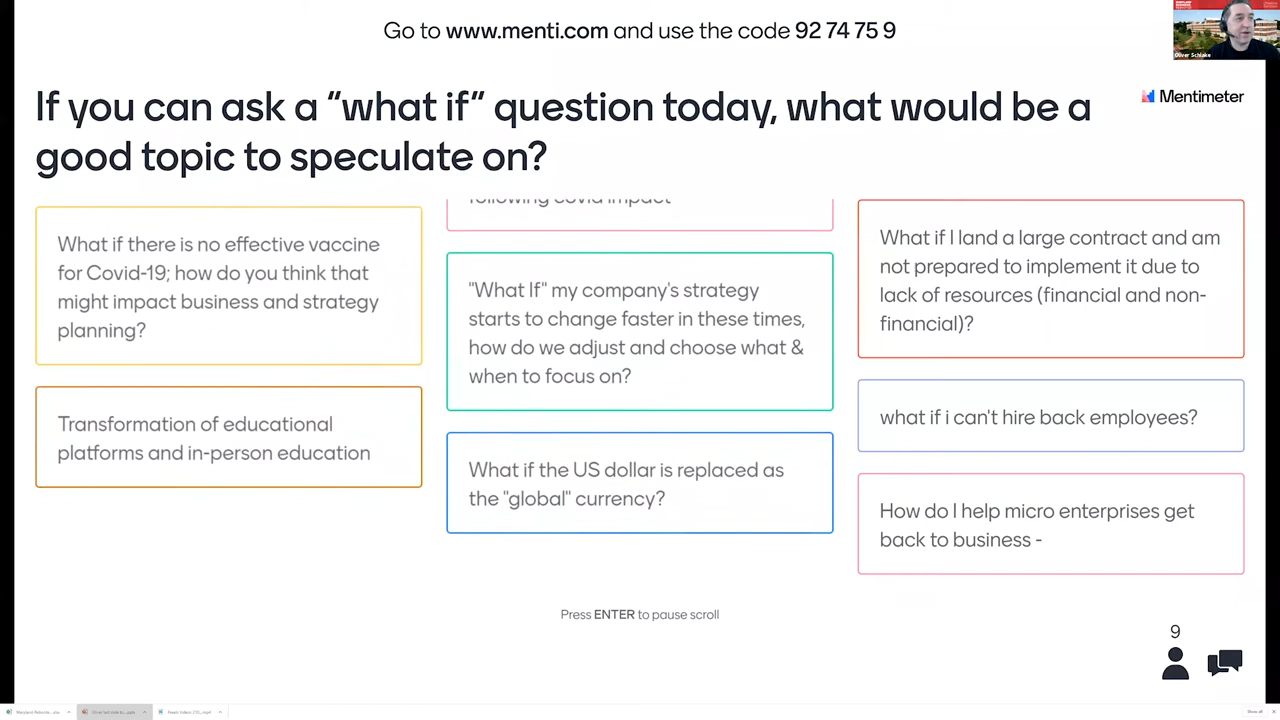 Go to www.menti.com and use the code 92 74 75 9
Oliver Schlake
If you can ask a “what if” question today, what would be a
good topic to speculate on?
Mentimeter
What if there is no effective vaccine
for Covid-19; how do you think that
might impact business and strategy
planning?
Transformation of educational
platforms and in-person education
following covid impact
"What If" my company's strategy
starts to change faster in these times,
how do we adjust and choose what &
when to focus on?
What if the US dollar is replaced as
the "global" currency?
What if I land a large contract and am
not prepared to implement it due to
lack of resources (financial and non-
financial)?
what if i can't hire back employees?
How do I help micro enterprises get
back to business -
Press ENTER to pause scroll
9
Show all